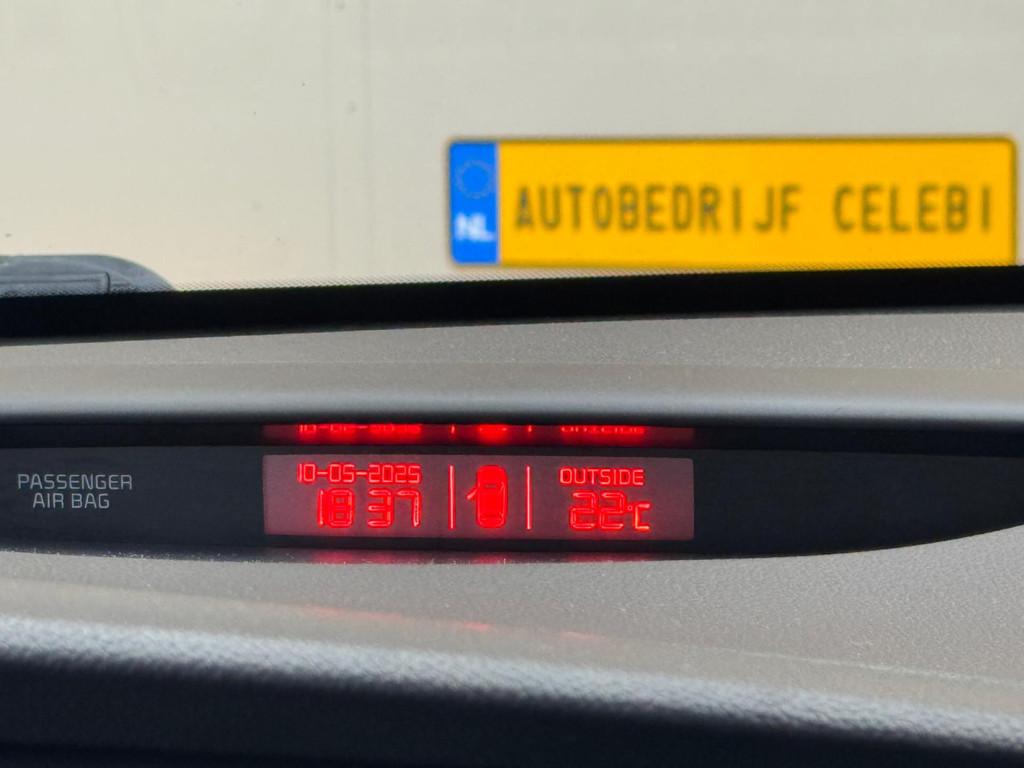 NL
AUTOBEDRIJF CELEBI
PASSENGER
AIR BAG
10-05-2025
18 37
OUTSIDE
22°C